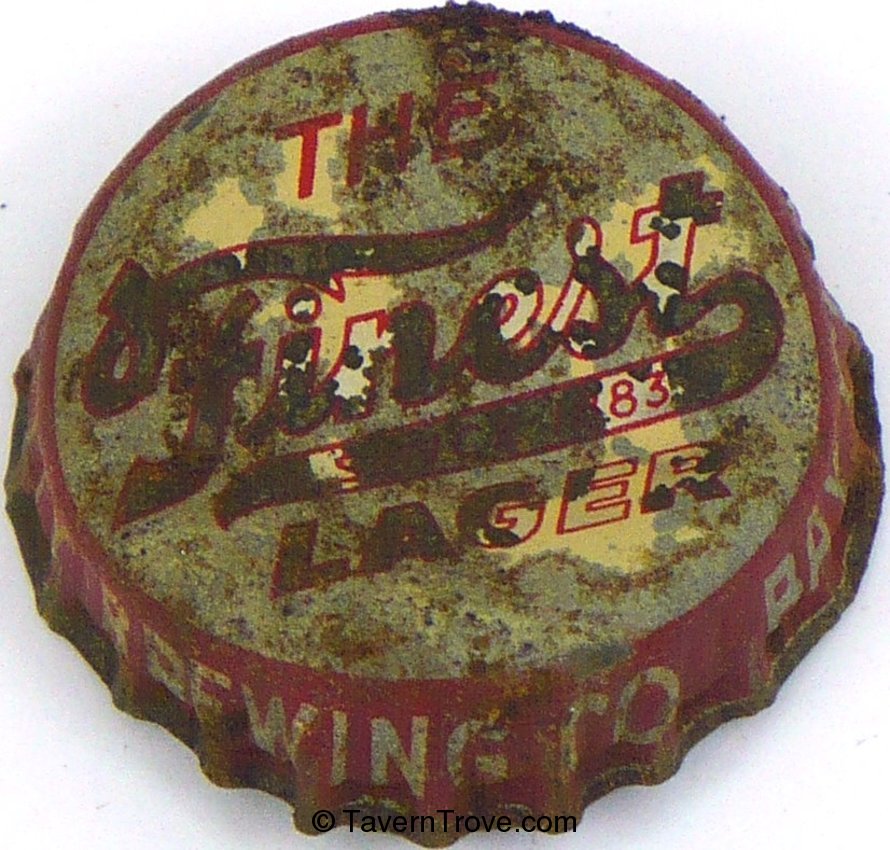 THE
Finest
83
LAGER
BREWING CO
© TavernTrove.com